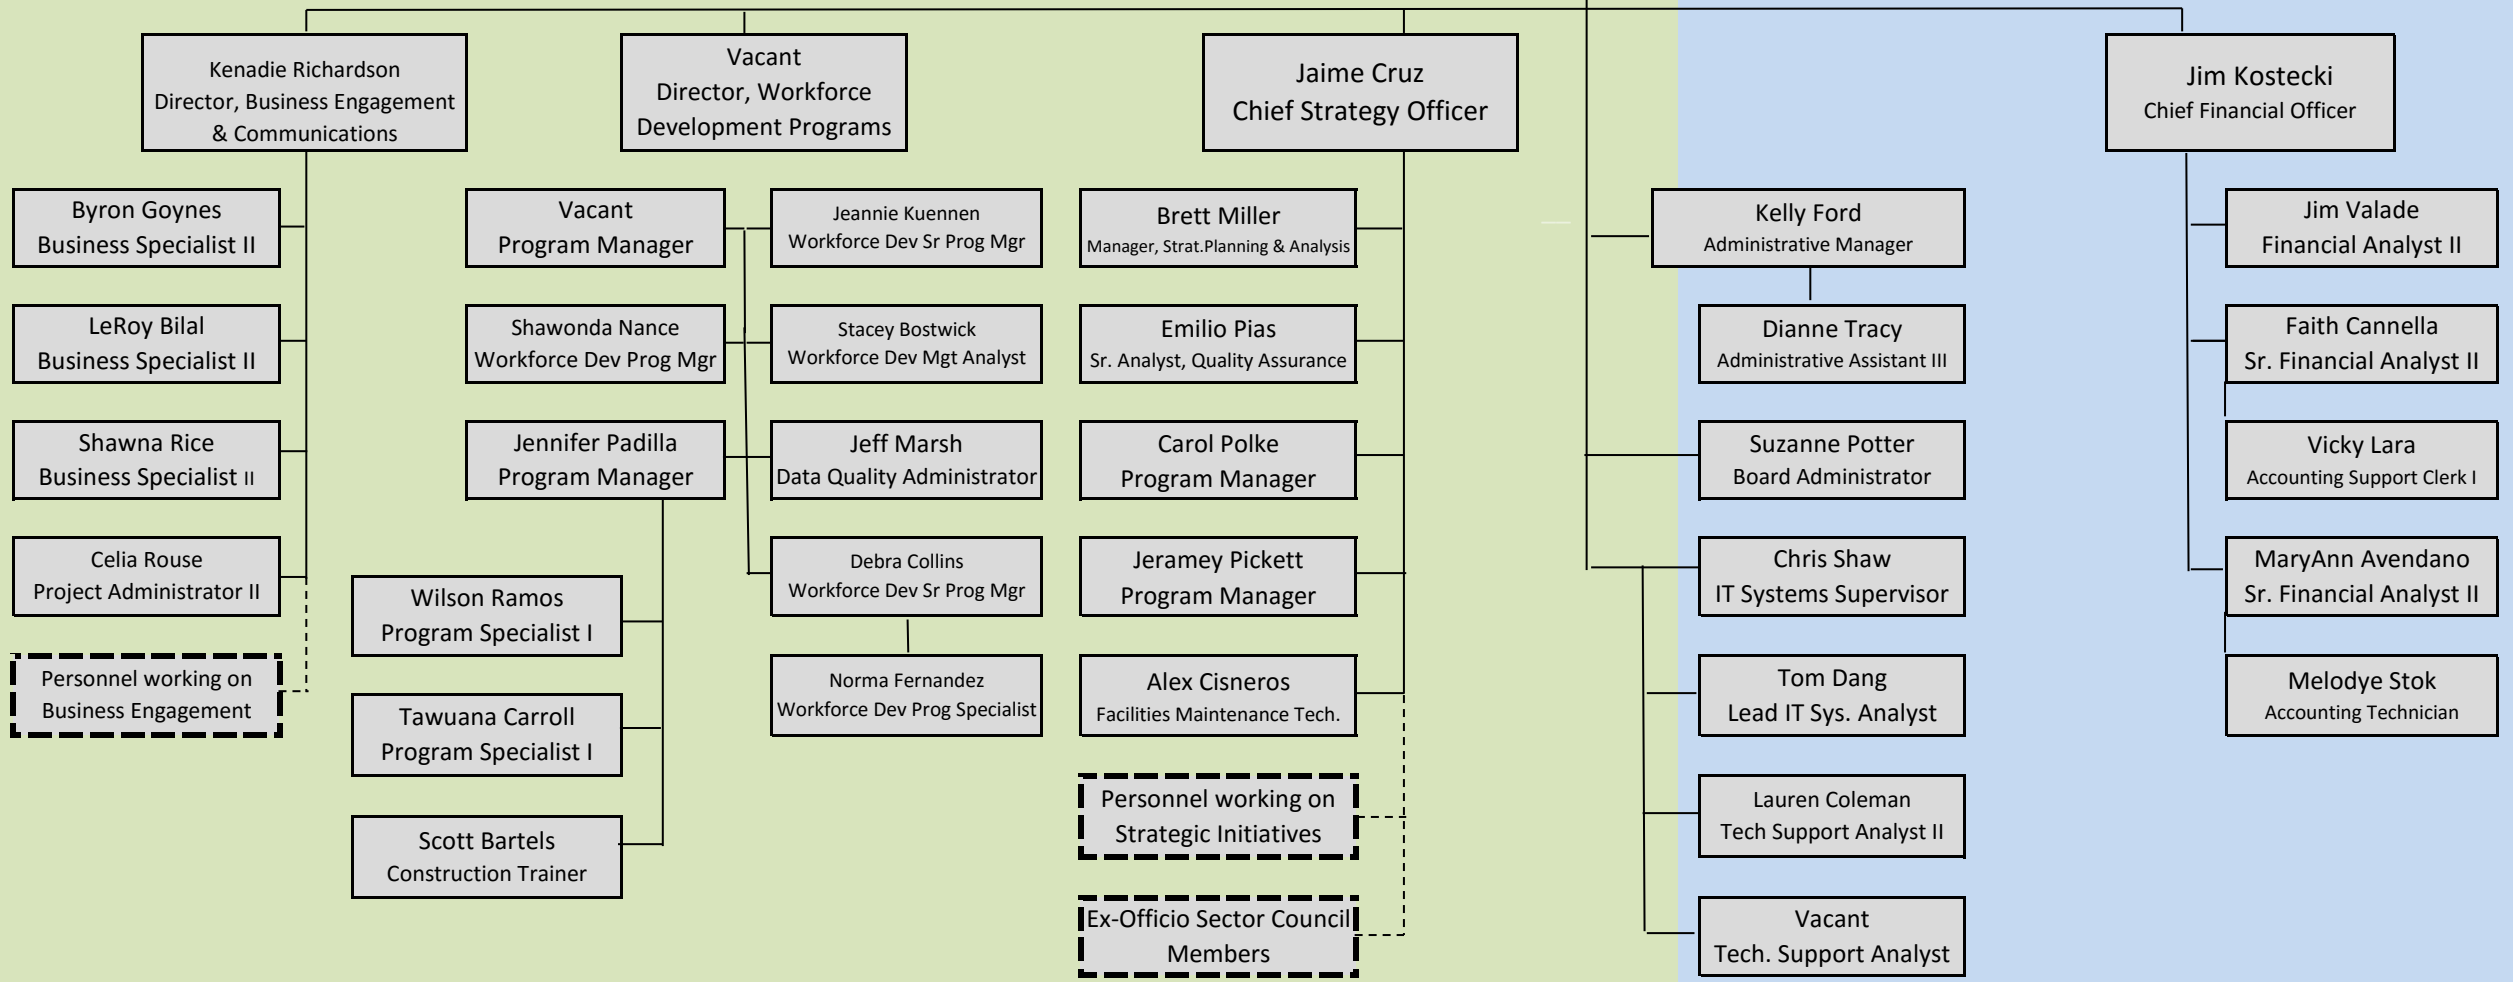 Kenadie Richardson
Director, Business Engagement
& Communications
Vacant
Director, Workforce
Development Programs
Jaime Cruz
Chief Strategy Officer
Jim Kostecki
Chief Financial Officer
Byron Goynes
Business Specialist II
LeRoy Bilal
Business Specialist II
Shawna Rice
Business Specialist II
Celia Rouse
Project Administrator II
Personnel working on
Business Engagement
Vacant
Program Manager
Shawonda Nance
Workforce Dev Prog Mgr
Jennifer Padilla
Program Manager
Wilson Ramos
Program Specialist I
Tawuana Carroll
Program Specialist I
Scott Bartels
Construction Trainer
Jeannie Kuennen
Workforce Dev Sr Prog Mgr
Stacey Bostwick
Workforce Dev Mgt Analyst
Jeff Marsh
Data Quality Administrator
Debra Collins
Workforce Dev Sr Prog Mgr
Norma Fernandez
Workforce Dev Prog Specialist
Brett Miller
Manager, Strat.Planning & Analysis
Emilio Pias
Sr. Analyst, Quality Assurance
Carol Polke
Program Manager
Jeramey Pickett
Program Manager
Alex Cisneros
Facilities Maintenance Tech.
Personnel working on
Strategic Initiatives
Ex-Officio Sector Council
Members
Kelly Ford
Administrative Manager
Dianne Tracy
Administrative Assistant III
Suzanne Potter
Board Administrator
Chris Shaw
IT Systems Supervisor
Tom Dang
Lead IT Sys. Analyst
Lauren Coleman
Tech Support Analyst II
Vacant
Tech. Support Analyst
Jim Valade
Financial Analyst II
Faith Cannella
Sr. Financial Analyst II
Vicky Lara
Accounting Support Clerk I
MaryAnn Avendano
Sr. Financial Analyst II
Melodye Stok
Accounting Technician